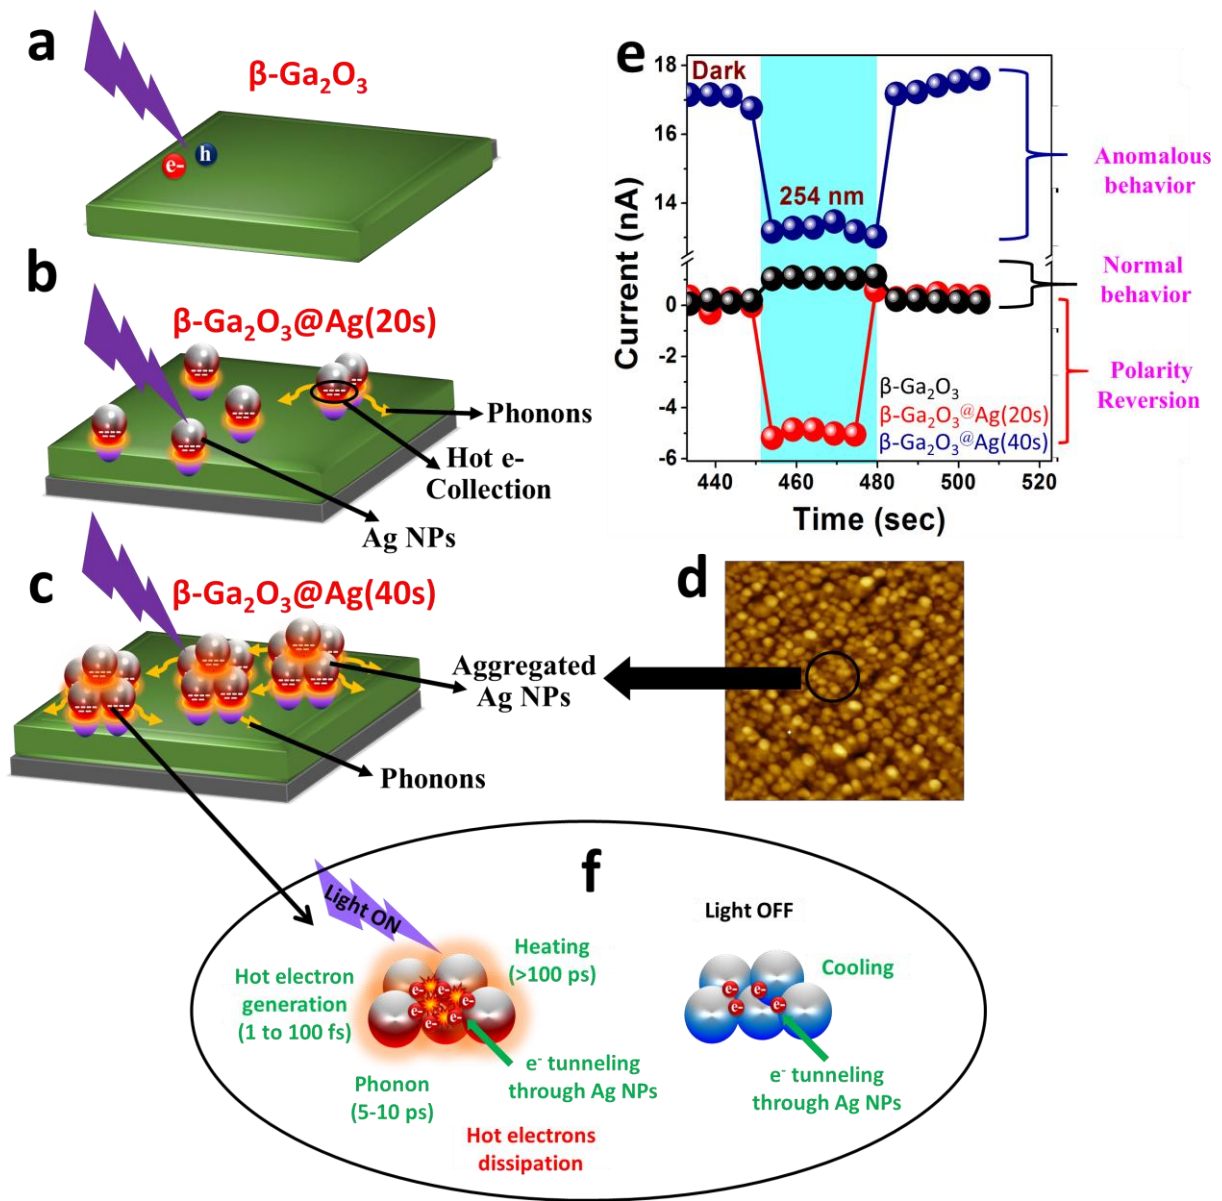 a
β-Ga₂O₃
e-
h
b
β-Ga₂O₃@Ag(20s)
Phonons
Hot e-
Collection
Ag NPs
c
β-Ga₂O₃@Ag(40s)
Aggregated
Ag NPs
Phonons
d
e
Dark
254 nm
18
16
14
0
-2
-4
-6
Current (nA)
440
460
480
500
520
Time (sec)
β-Ga₂O₃
β-Ga₂O₃@Ag(20s)
β-Ga₂O₃@Ag(40s)
Anomalous
behavior
Normal
behavior
Polarity
Reversion
f
Light ON
Hot electron
generation
(1 to 100 fs)
Heating
(>100 ps)
e-
e-
e-
e-
e-
e-
Phonon
(5-10 ps)
e⁻ tunneling
through Ag NPs
Hot electrons
dissipation
Light OFF
Cooling
e-
e-
e-
e-
e⁻ tunneling
through Ag NPs